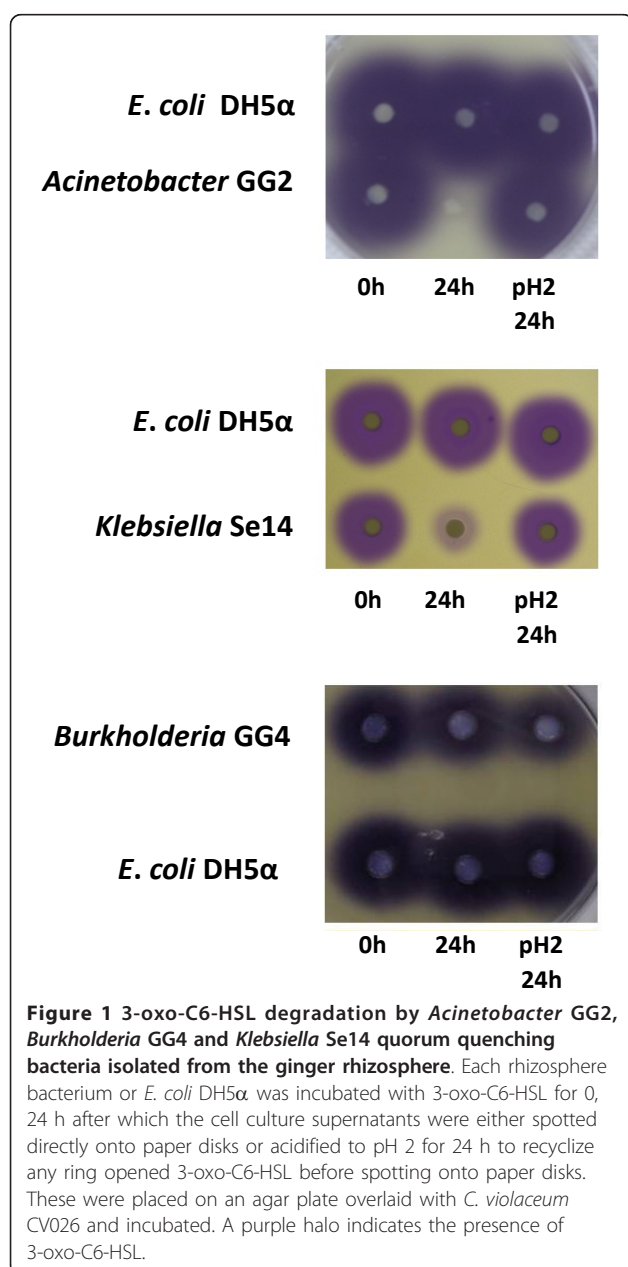 E. coli DH5α
Acinetobacter GG2
0h 24h pH2
24h
E. coli DH5α
Klebsiella Se14
0h 24h pH2
24h
Burkholderia GG4
E. coli DH5α
0h 24h pH2
24h
Figure 1 3-oxo-C6-HSL degradation by Acinetobacter GG2,
Burkholderia GG4 and Klebsiella Se14 quorum quenching
bacteria isolated from the ginger rhizosphere. Each rhizosphere
bacterium or E. coli DH5α was incubated with 3-oxo-C6-HSL for 0,
24 h after which the cell culture supernatants were either spotted
directly onto paper disks or acidified to pH 2 for 24 h to recyclize
any ring opened 3-oxo-C6-HSL before spotting onto paper disks.
These were placed on an agar plate overlaid with C. violaceum
CV026 and incubated. A purple halo indicates the presence of
3-oxo-C6-HSL.